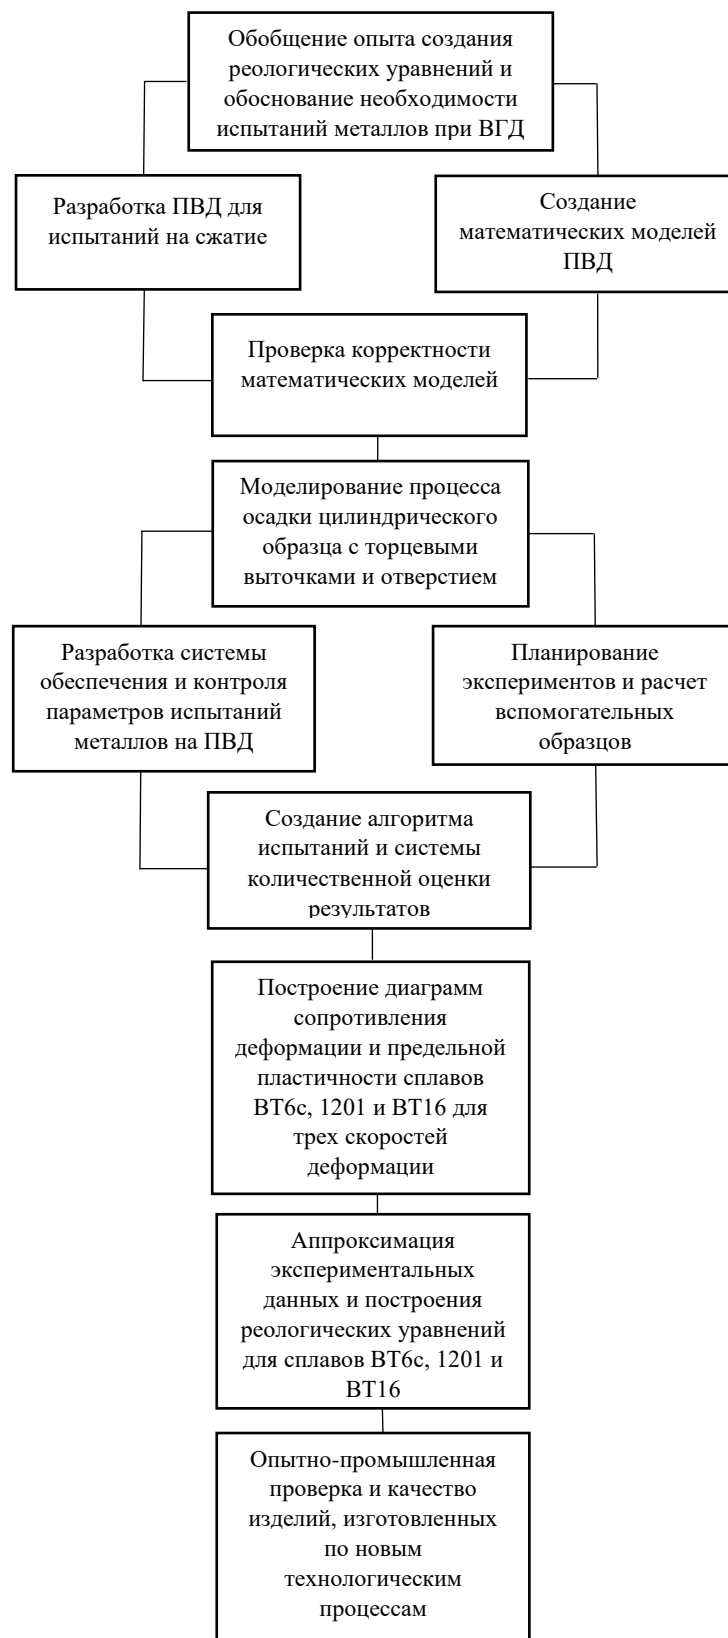 Обобщение опыта создания
реологических уравнений и
обоснование необходимости
испытаний металлов при ВГД
Разработка ПВД для
испытаний на сжатие
Создание
математических моделей
ПВД
Проверка корректности
математических моделей
Моделирование процесса
осадки цилиндрического
образца с торцевыми
выточками и отверстием
Разработка системы
обеспечения и контроля
параметров испытаний
металлов на ПВД
Планирование
экспериментов и расчет
вспомогательных
образцов
Создание алгоритма
испытаний и системы
количественной оценки
результатов
Построение диаграмм
сопротивления
деформации и предельной
пластичности сплавов
ВТ6с, 1201 и ВТ16 для
трех скоростей
деформации
Аппроксимация
экспериментальных
данных и построения
реологических уравнений
для сплавов ВТ6с, 1201 и
ВТ16
Опытно-промышленная
проверка и качество
изделий, изготовленных
по новым
технологическим
процессам